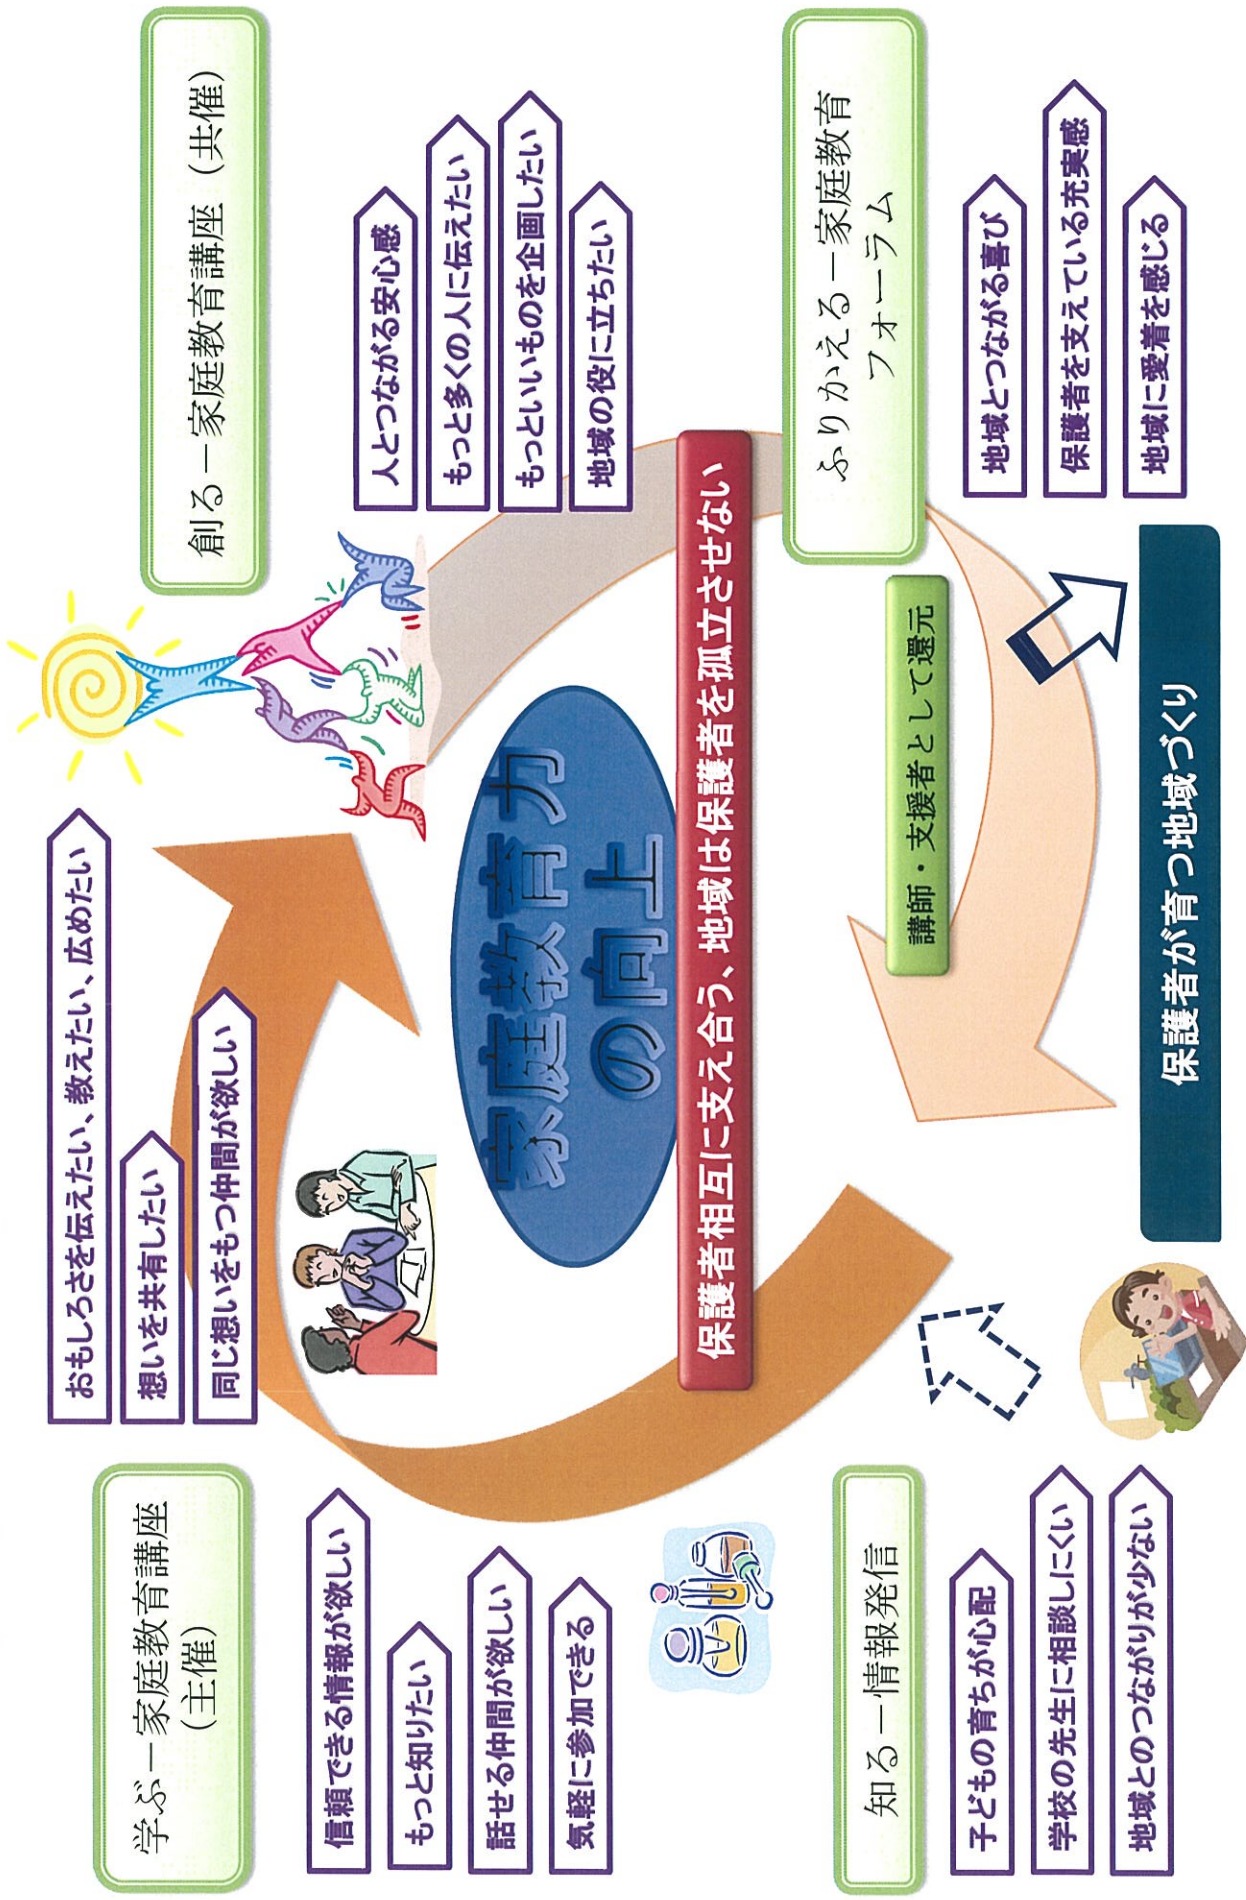 学ぶ－家庭教育講座
（主催）
信頼できる情報が欲しい
もっと知りたい
話せる仲間が欲しい
気軽に参加できる
おもしろさを伝えたい、教えたい、広めたい
想いを共有したい
同じ想いをもつ仲間が欲しい
創る－家庭教育講座（共催）
人とつながる安心感
もっと多くの人に伝えたい
もっといいものを企画したい
地域の役に立ちたい
家庭教育力
の向上
保護者相互に支え合う、地域は保護者を孤立させない
知る－情報発信
子どもの育ちが心配
学校の先生に相談しにくい
地域とのつながりが少ない
講師・支援者として還元
ふりかえる－家庭教育
フォーラム
地域とつながる喜び
保護者を支えている充実感
地域に愛着を感じる
保護者が育つ地域づくり